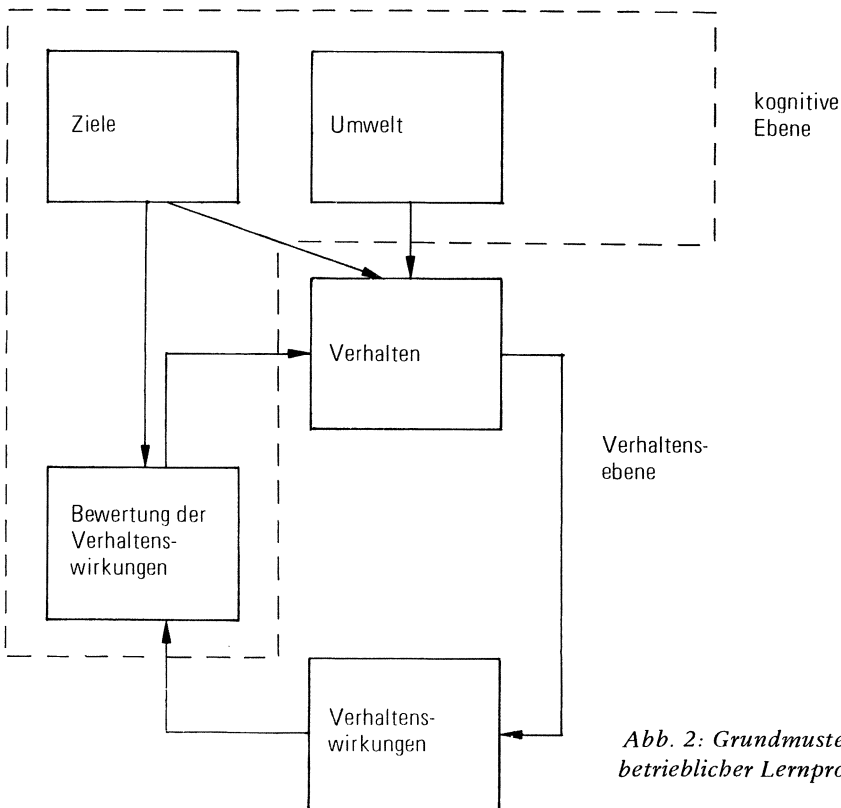 Ziele
Umwelt
kognitive
Ebene
Verhalten
Verhaltens-
ebene
Bewertung der
Verhaltens-
wirkungen
Verhaltens-
wirkungen
Abb. 2: Grundmuste
betrieblicher Lernpro